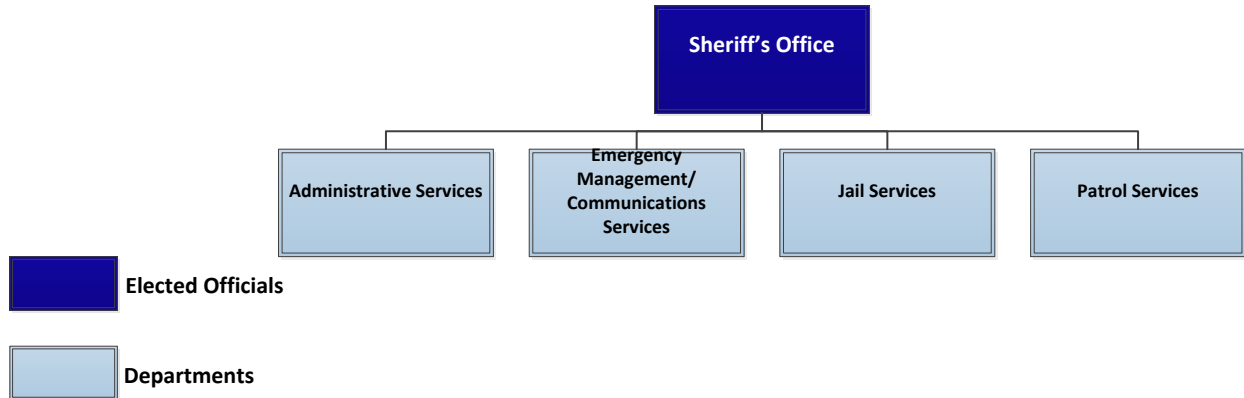 Sheriff’s Office
Administrative Services
Emergency
Management/
Communications
Services
Jail Services
Patrol Services
Elected Officials
Departments